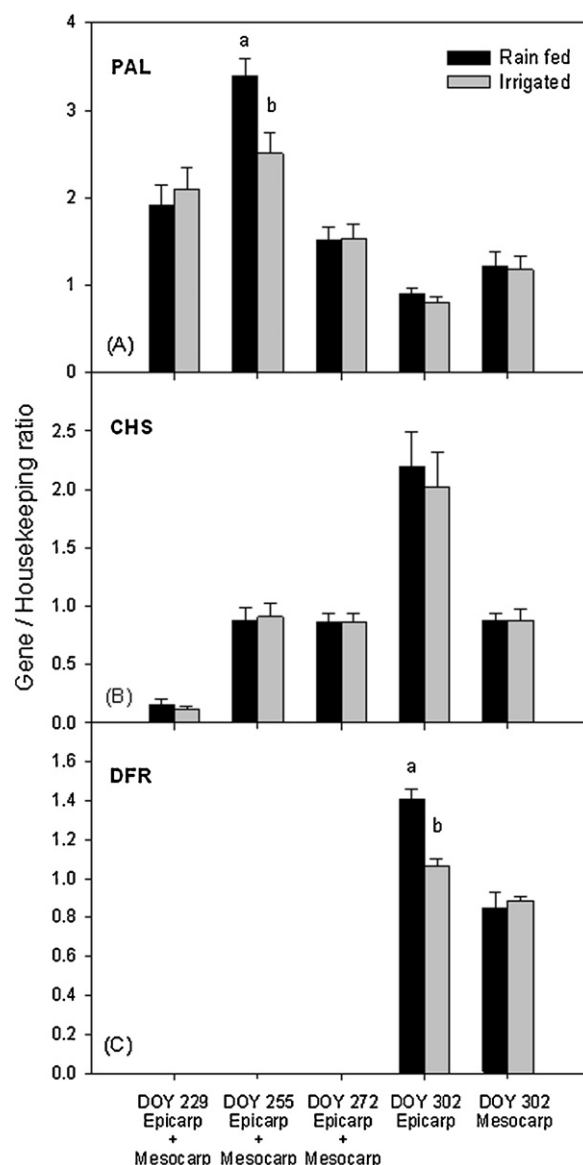 PAL
Rain fed
Irrigated
a
b
4
3
2
1
0
(A)
CHS
2.5
2.0
1.5
1.0
0.5
0.0
(B)
Gene / Housekeeping ratio
DFR
a
b
1.6
1.4
1.2
1.0
0.8
0.6
0.4
0.2
0.0
(C)
DOY 229 DOY 255 DOY 272 DOY 302 DOY 302
Epicarp Epicarp Epicarp Epicarp Mesocarp
+ + +
Mesocarp Mesocarp Mesocarp